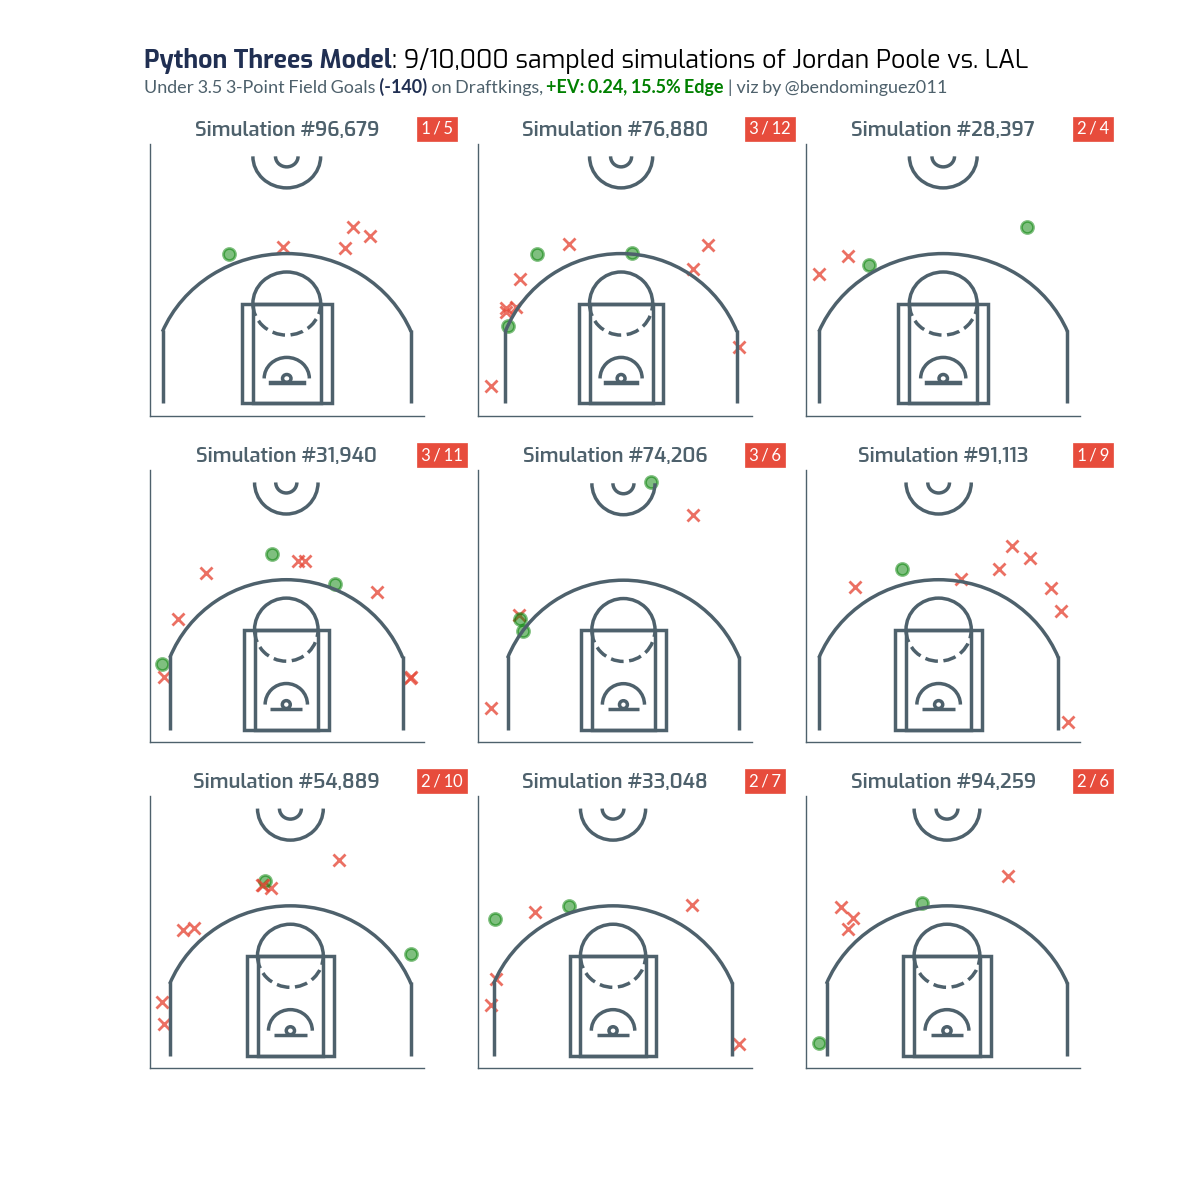 Python Threes Model: 9/10,000 sampled simulations of Jordan Poole vs. LAL
Under 3.5 3-Point Field Goals (-140) on Draftkings, +EV: 0.24, 15.5% Edge | viz by @bendominguez011
Simulation #96,679 1 / 5
Simulation #76,880 3 / 12
Simulation #28,397 2 / 4
Simulation #31,940 3 / 11
Simulation #74,206 3 / 6
Simulation #91,113 1 / 9
Simulation #54,889 2 / 10
Simulation #33,048 2 / 7
Simulation #94,259 2 / 6